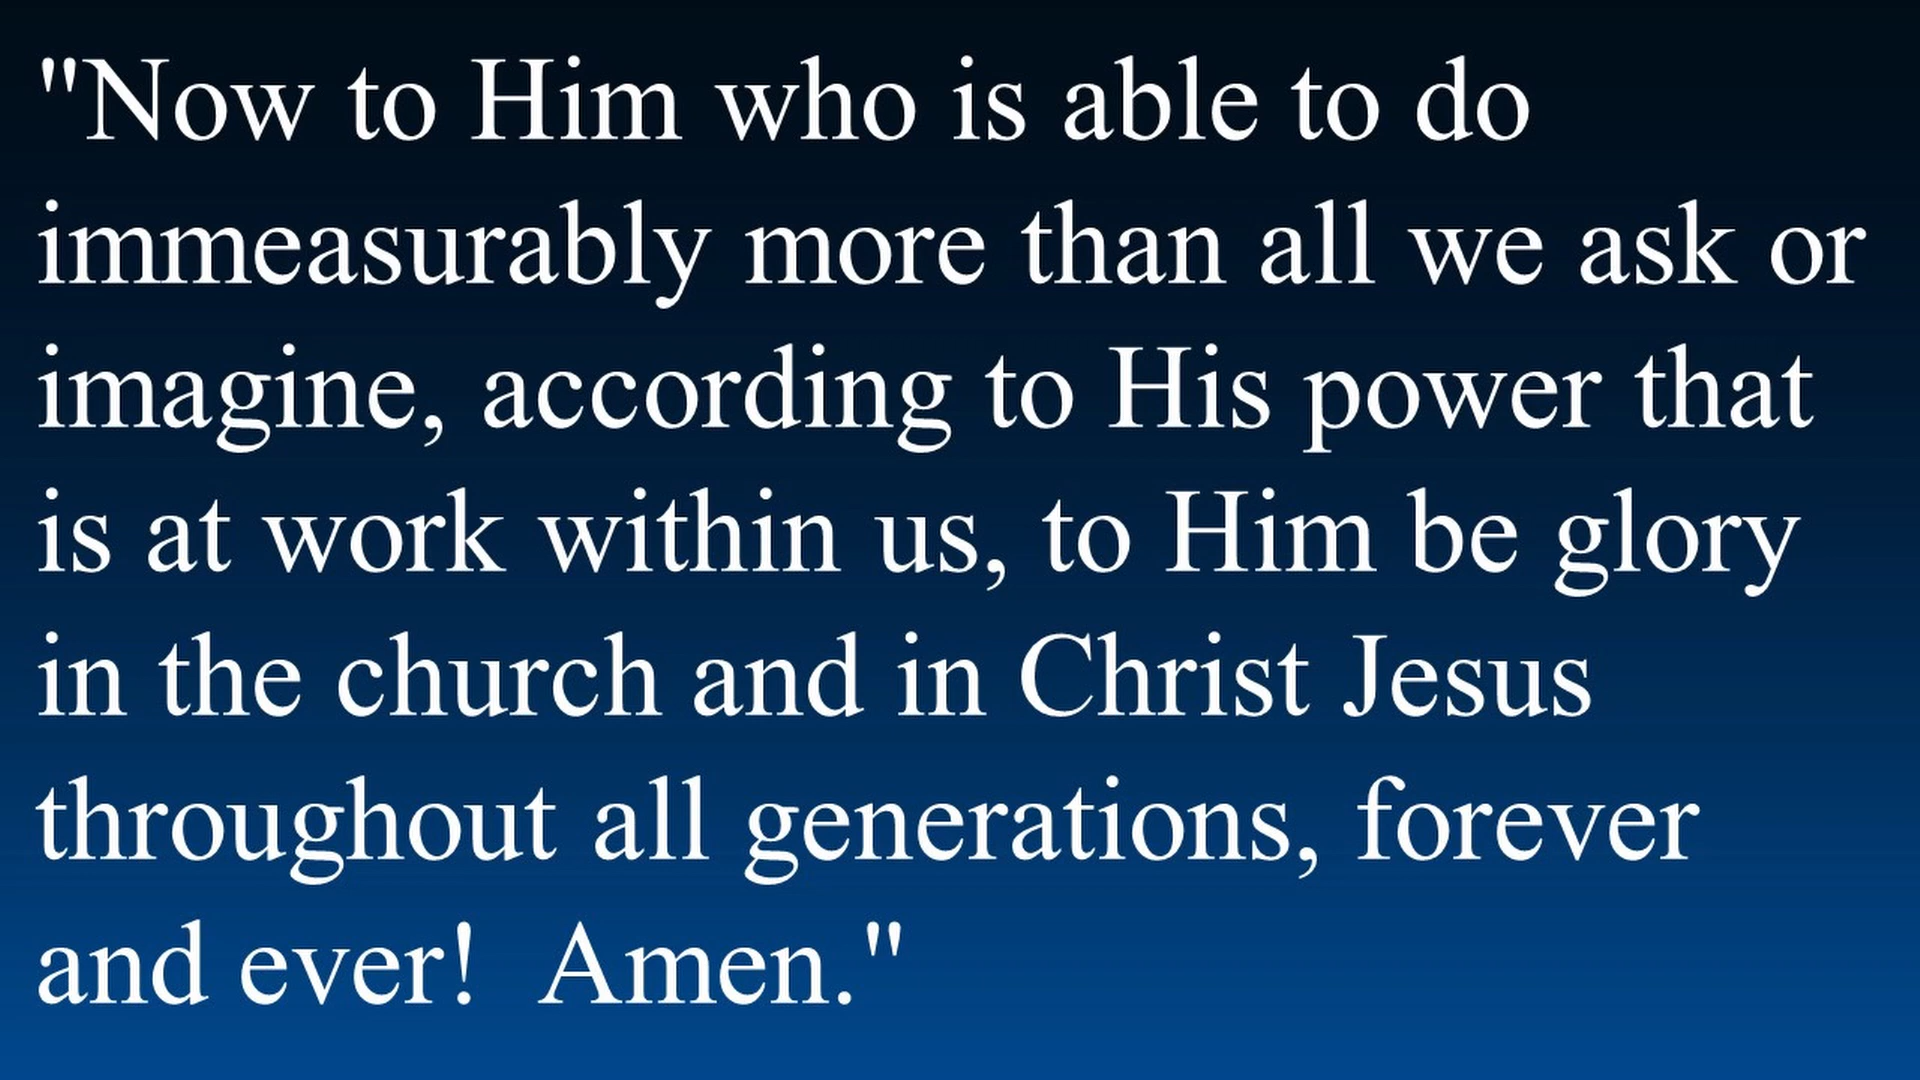 "Now to Him who is able to do
immeasurably more than all we ask or
imagine, according to His power that
is at work within us, to Him be glory
in the church and in Christ Jesus
throughout all generations, forever
and ever!  Amen."